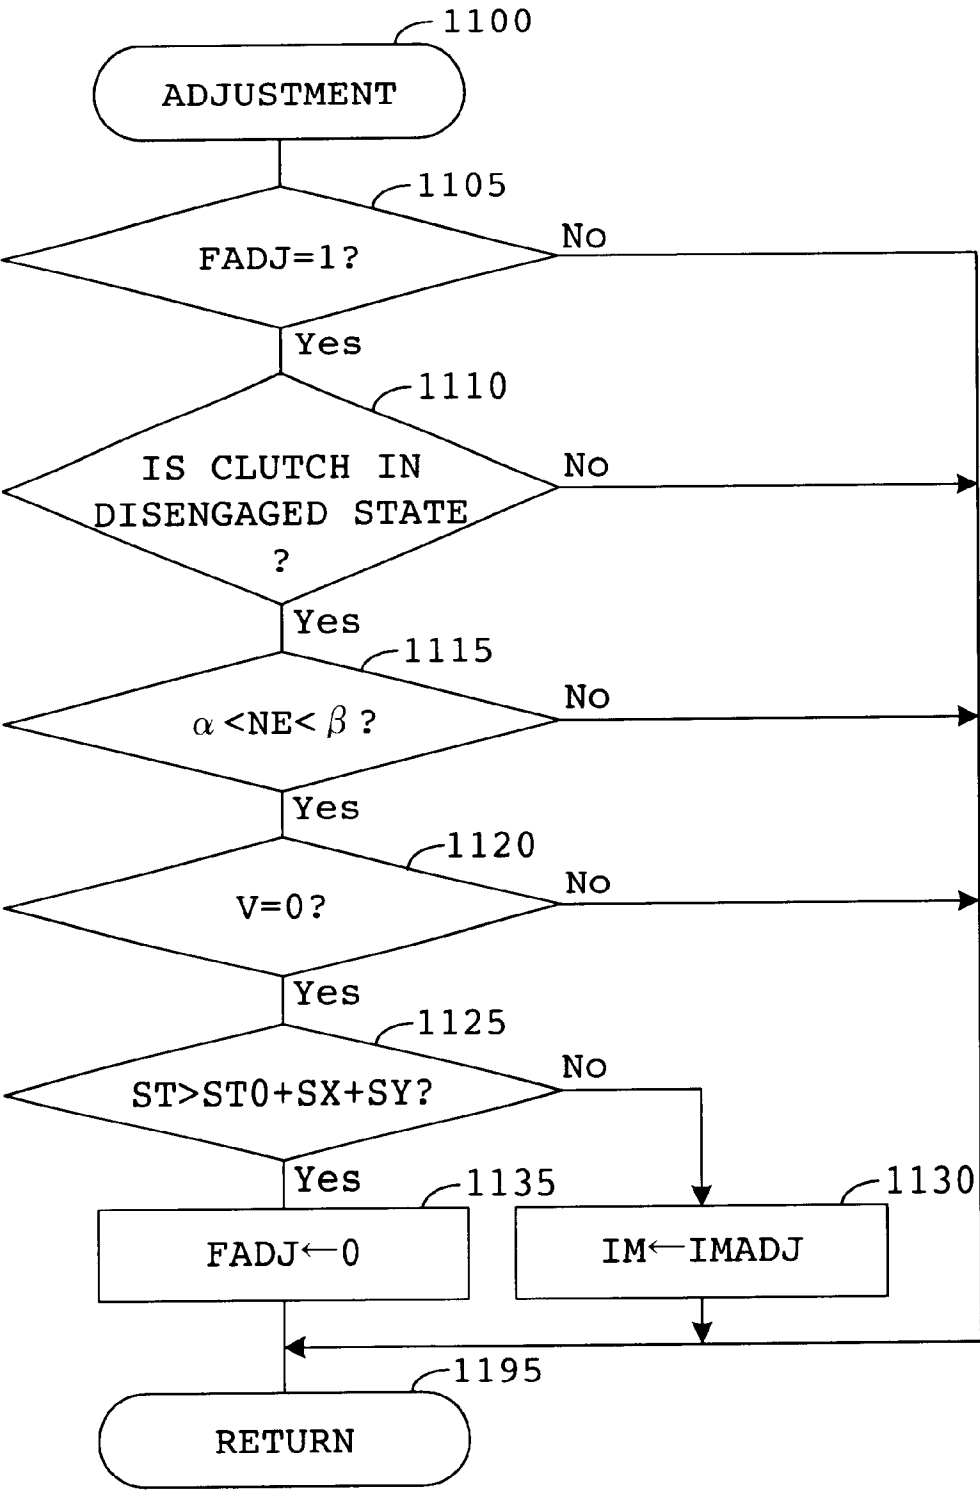 1100
ADJUSTMENT
1105
FADJ=1?
No
Yes
1110
IS CLUTCH IN
DISENGAGED STATE
?
No
Yes
1115
α<NE<β?
No
Yes
1120
V=0?
No
Yes
1125
ST>ST0+SX+SY?
No
Yes
1135
FADJ←0
1130
IM←IMADJ
1195
RETURN